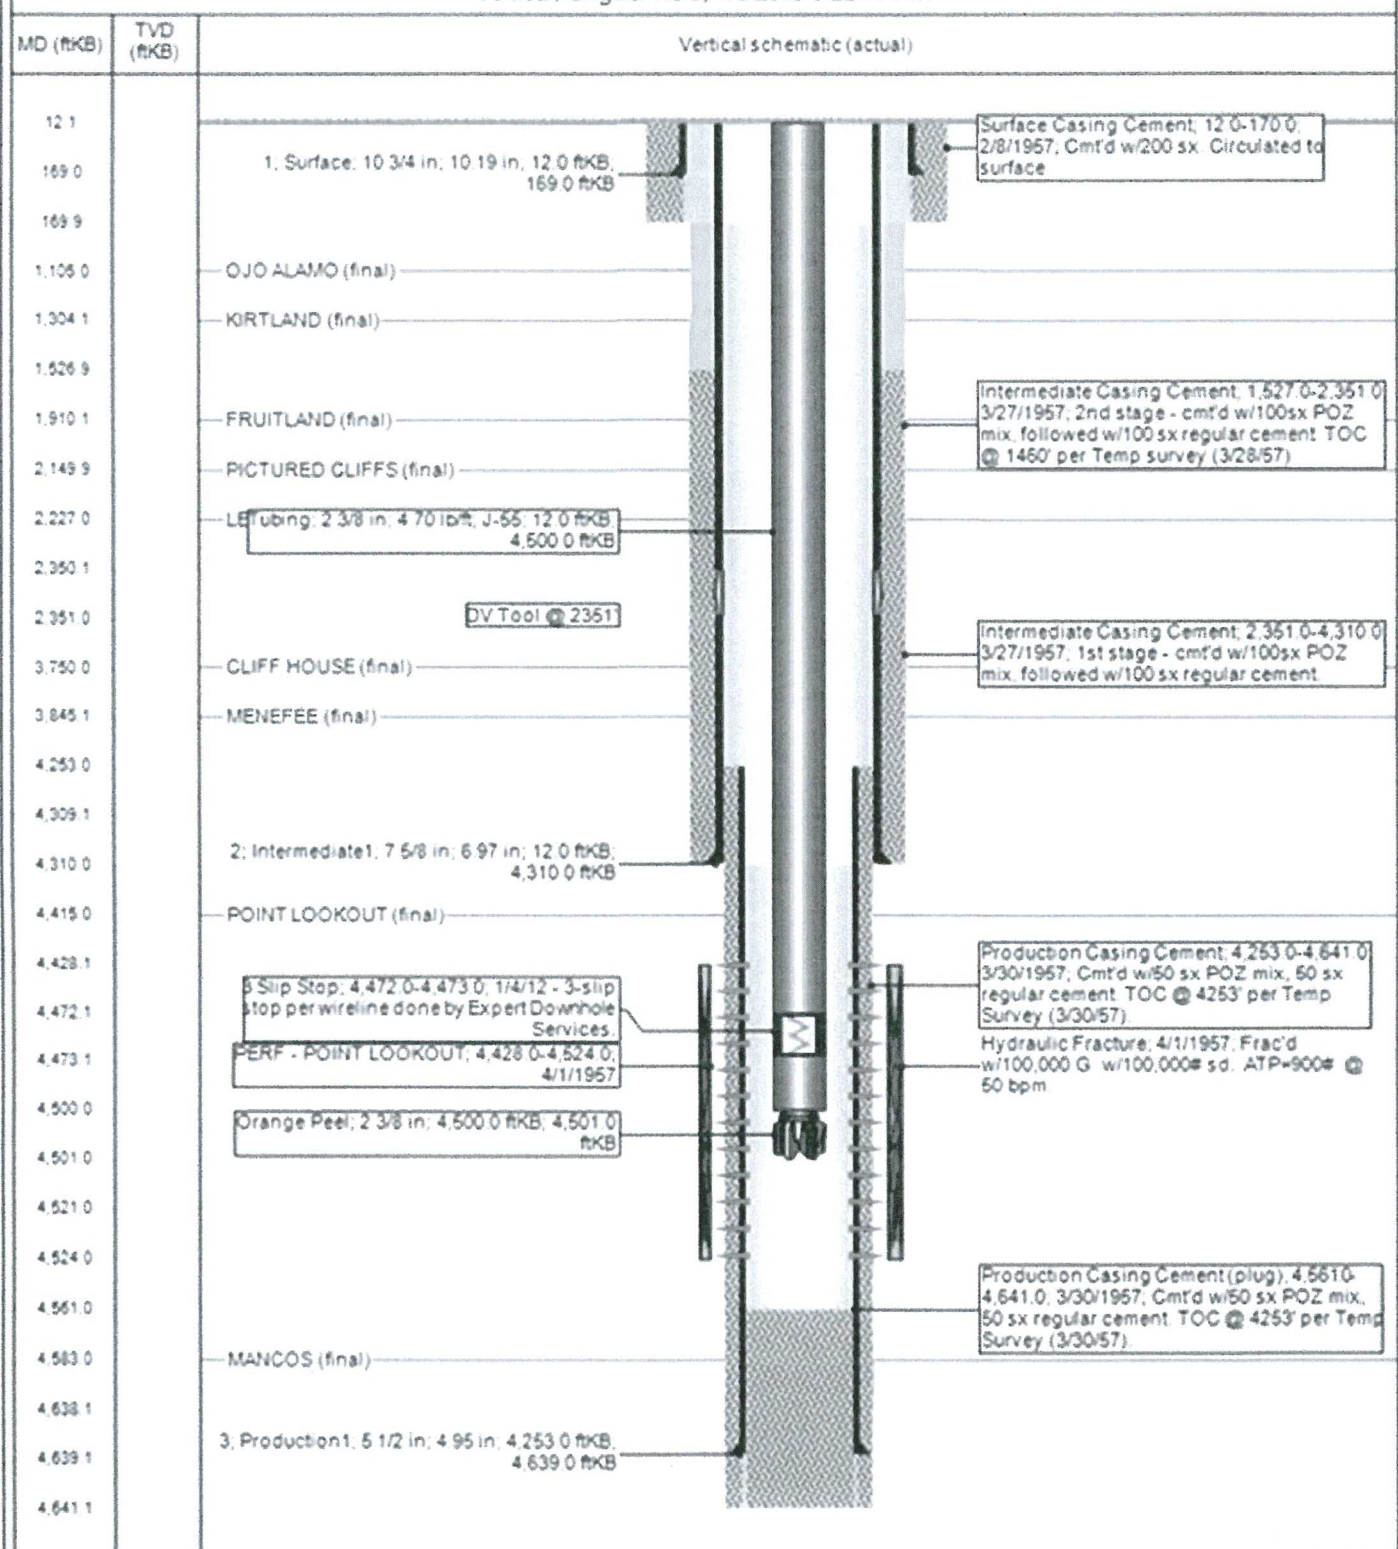 MD (ftKB)
TVD
(ftKB)
Vertical schematic (actual)
12.1
169.0
169.9
1,105.0
1,304.1
1,526.9
1,910.1
2,149.9
2,227.0
2,350.1
2,351.0
3,750.0
3,845.1
4,253.0
4,309.1
4,310.0
4,415.0
4,428.1
4,472.1
4,473.1
4,500.0
4,501.0
4,521.0
4,524.0
4,561.0
4,583.0
4,638.1
4,639.1
4,641.1
1; Surface; 10 3/4 in; 10.19 in; 12.0 ftKB;
169.0 ftKB
OJO ALAMO (final)
KIRTLAND (final)
FRUITLAND (final)
PICTURED CLIFFS (final)
LE
Tubing; 2 3/8 in; 4.70 lb/ft; J-55; 12.0 ftKB;
4,500.0 ftKB
DV Tool @ 2351'
CLIFF HOUSE (final)
MENEFEE (final)
2; Intermediate1; 7 5/8 in; 6.97 in; 12.0 ftKB;
4,310.0 ftKB
POINT LOOKOUT (final)
3 Slip Stop; 4,472.0-4,473.0; 1/4/12 - 3-slip
stop per wireline done by Expert Downhole
Services.
PERF - POINT LOOKOUT; 4,428.0-4,524.0;
4/1/1957
Orange Peel; 2 3/8 in; 4,500.0 ftKB; 4,501.0
ftKB
MANCOS (final)
3; Production1; 5 1/2 in; 4.95 in; 4,253.0 ftKB;
4,639.0 ftKB
Surface Casing Cement; 12.0-170.0;
2/8/1957; Cmt'd w/200 sx. Circulated to
surface
Intermediate Casing Cement; 1,527.0-2,351.0;
3/27/1957; 2nd stage - cmt'd w/100sx POZ
mix, followed w/100 sx regular cement. TOC
@ 1460' per Temp survey (3/28/57)
Intermediate Casing Cement; 2,351.0-4,310.0;
3/27/1957; 1st stage - cmt'd w/100sx POZ
mix, followed w/100 sx regular cement.
Production Casing Cement; 4,253.0-4,641.0;
3/30/1957; Cmt'd w/50 sx POZ mix, 50 sx
regular cement. TOC @ 4253' per Temp
Survey (3/30/57).
Hydraulic Fracture; 4/1/1957; Frac'd
w/100,000 G w/100,000# sd. ATP=900# @
50 bpm
Production Casing Cement (plug); 4,561.0-
4,641.0; 3/30/1957; Cmt'd w/50 sx POZ mix,
50 sx regular cement. TOC @ 4253' per Temp
Survey (3/30/57).